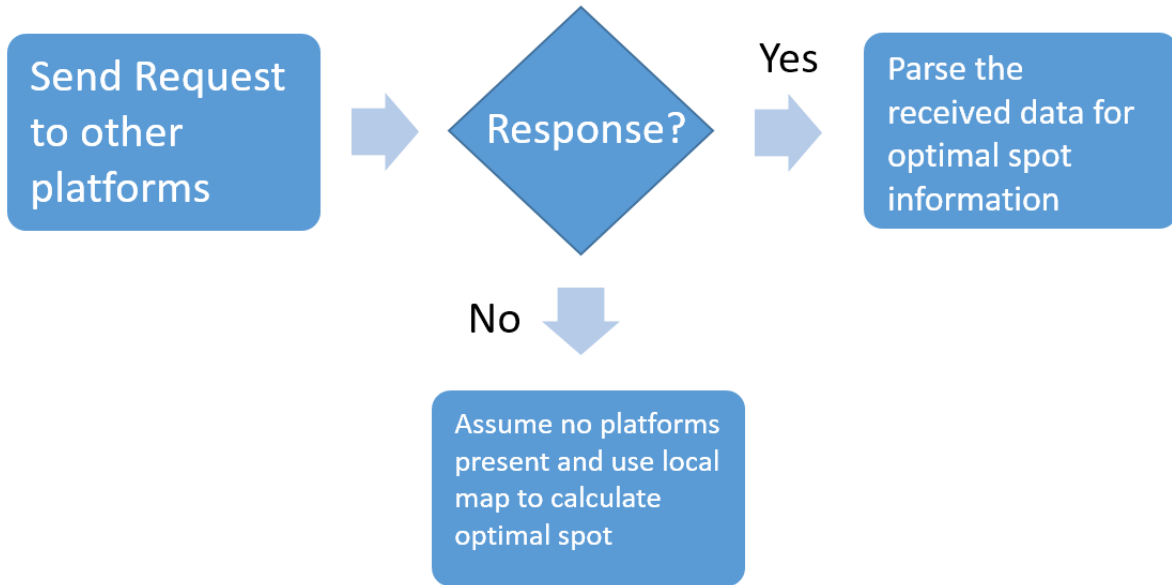 Send Request
to other
platforms
Response?
Yes
Parse the
received data for
optimal spot
information
No
Assume no platforms
present and use local
map to calculate
optimal spot